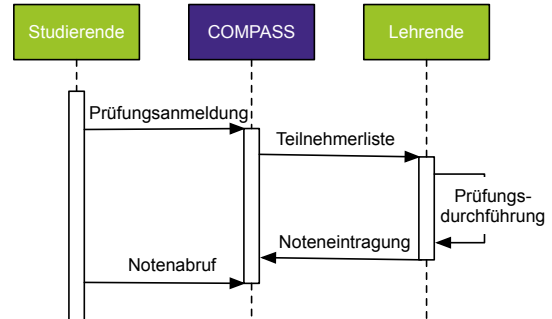 Studierende
COMPASS
Lehrende
Prüfungsanmeldung
Teilnehmerliste
Prüfungs-
durchführung
Noteneintragung
Notenabruf